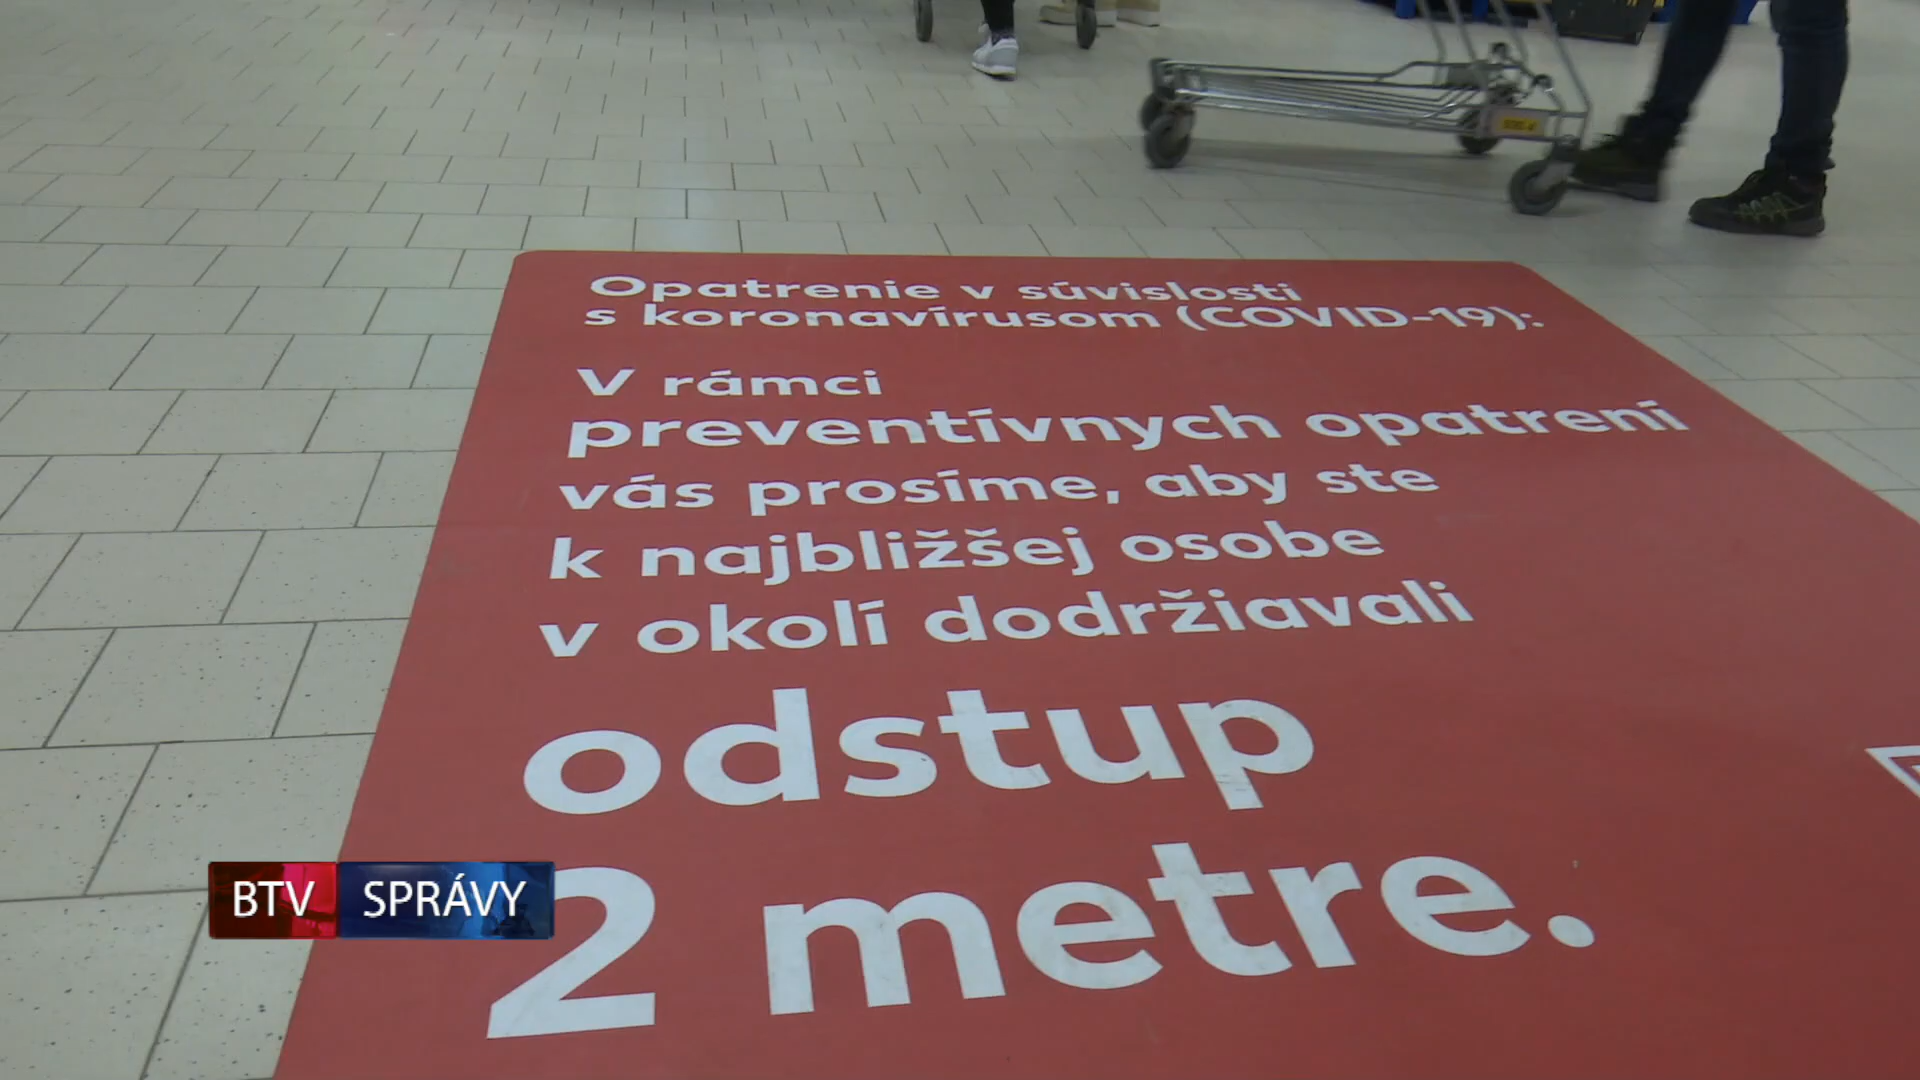 Opatrenie v súvislosti
s koronavírusom (COVID-19):
V rámci
preventívnych opatrení
vás prosíme, aby ste
k najbližšej osobe
v okolí dodržiavali
odstup
2 metre.
BTV SPRÁVY